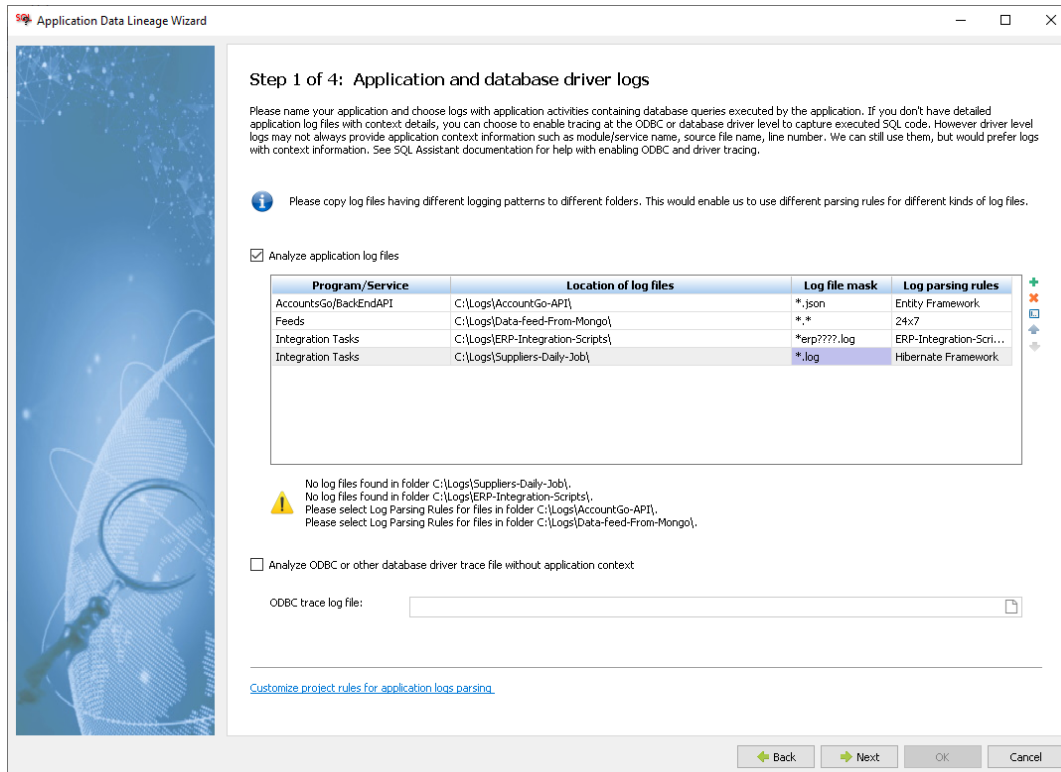 SQL Application Data Lineage Wizard
Step 1 of 4: Application and database driver logs
Please name your application and choose logs with application activities containing database queries executed by the application. If you don't have detailed
application log files with context details, you can choose to enable tracing at the ODBC or database driver level to capture executed SQL code. However driver level
logs may not always provide application context information such as module/service name, source file name, line number. We can still use them, but would prefer logs
with context information. See SQL Assistant documentation for help with enabling ODBC and driver tracing.
Please copy log files having different logging patterns to different folders. This would enable us to use different parsing rules for different kinds of log files.
Analyze application log files
Program/Service Location of log files Log file mask Log parsing rules
AccountsGo/BackEndAPI C:\Logs\AccountGo-API\ *.json Entity Framework
Feeds C:\Logs\Data-feed-From-Mongo\ *.* 24x7
Integration Tasks C:\Logs\ERP-Integration-Scripts\ *erp????.log ERP-Integration-Scri...
Integration Tasks C:\Logs\Suppliers-Daily-Job\ *.log Hibernate Framework
No log files found in folder C:\Logs\Suppliers-Daily-Job\.
No log files found in folder C:\Logs\ERP-Integration-Scripts\.
Please select Log Parsing Rules for files in folder C:\Logs\AccountGo-API\.
Please select Log Parsing Rules for files in folder C:\Logs\Data-feed-From-Mongo\.
Analyze ODBC or other database driver trace file without application context
ODBC trace log file:
Customize project rules for application logs parsing
Back Next OK Cancel